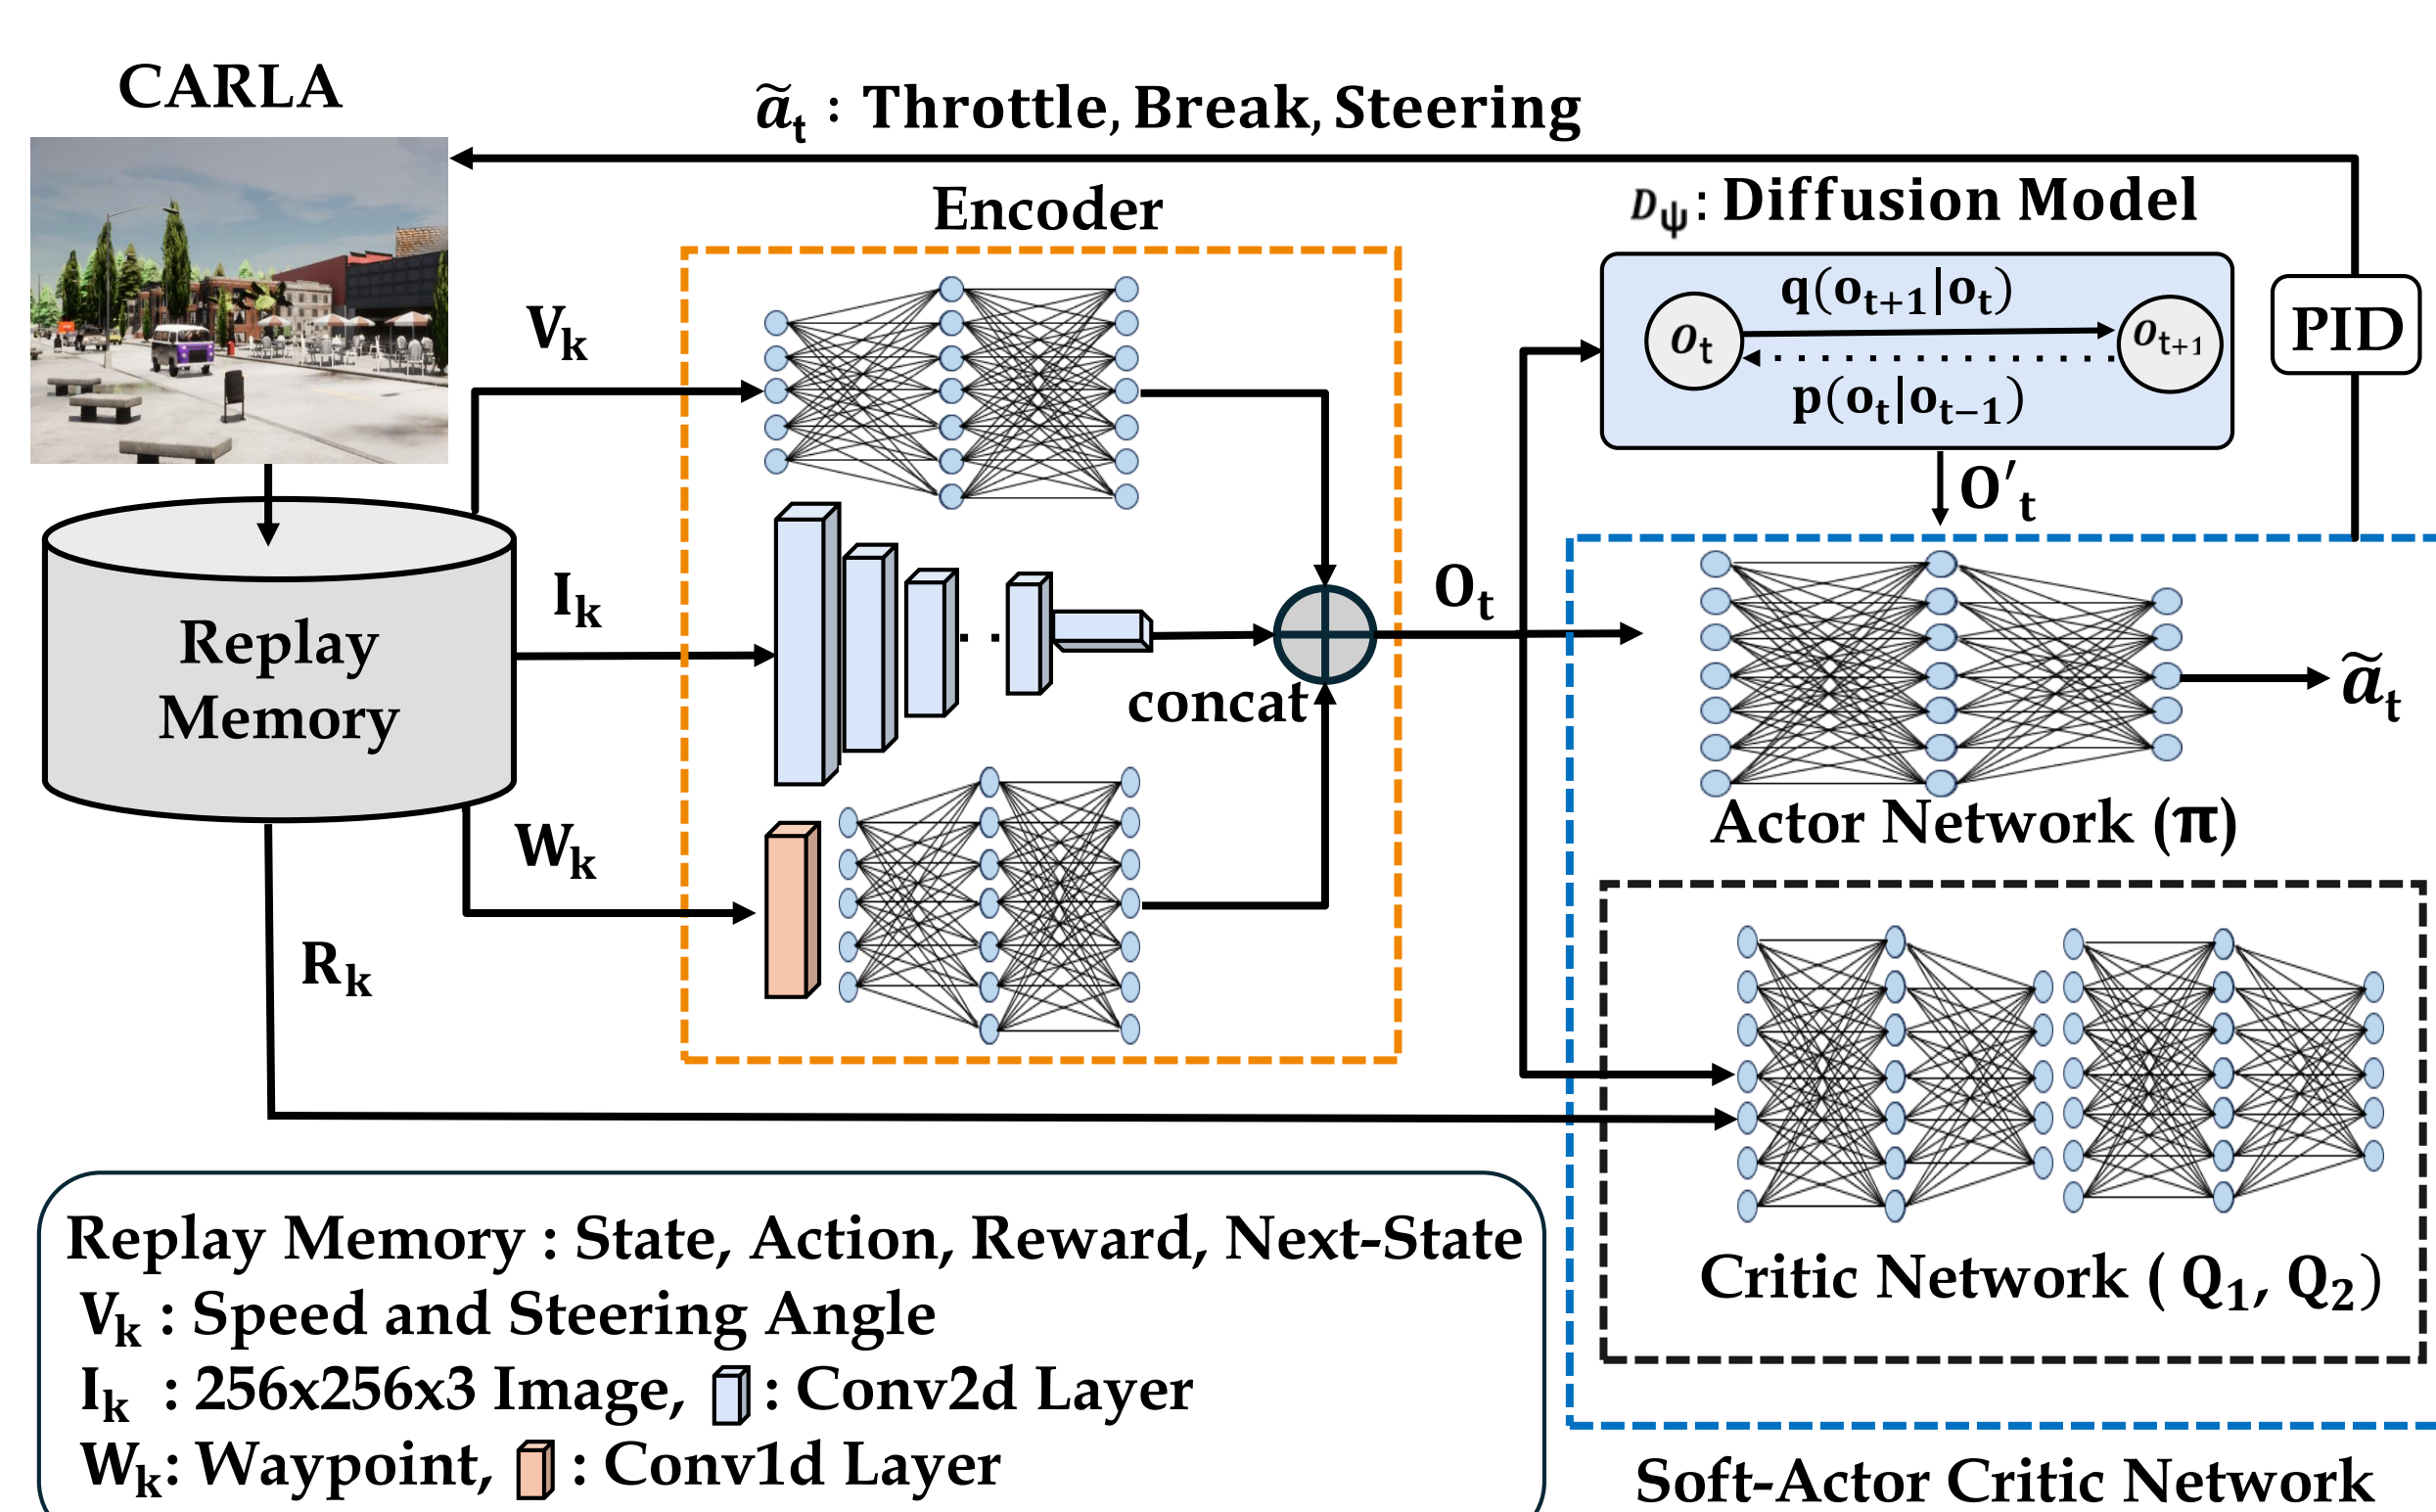 CARLA
ã_t : Throttle, Break, Steering
Encoder
D_ψ: Diffusion Model
q(o_{t+1}|o_t)
o_t
o_{t+1}
p(o_t|o_{t−1})
PID
V_k
O′_t
I_k
O_t
Replay
Memory
concat
ã_t
W_k
Actor Network (π)
R_k
Critic Network ( Q_1, Q_2)
Replay Memory : State, Action, Reward, Next-State
V_k : Speed and Steering Angle
I_k : 256x256x3 Image, : Conv2d Layer
W_k: Waypoint, : Conv1d Layer
Soft-Actor Critic Network